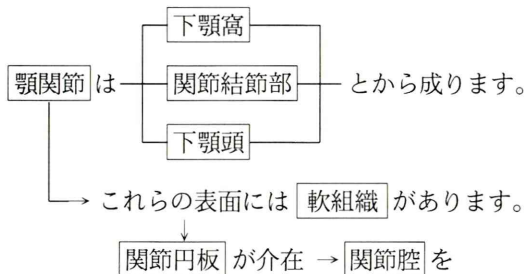 下顎窩
顎関節は 関節結節部 とから成ります。
下顎頭
→ これらの表面には 軟組織 があります。
↓
関節円板 が介在 → 関節腔 を